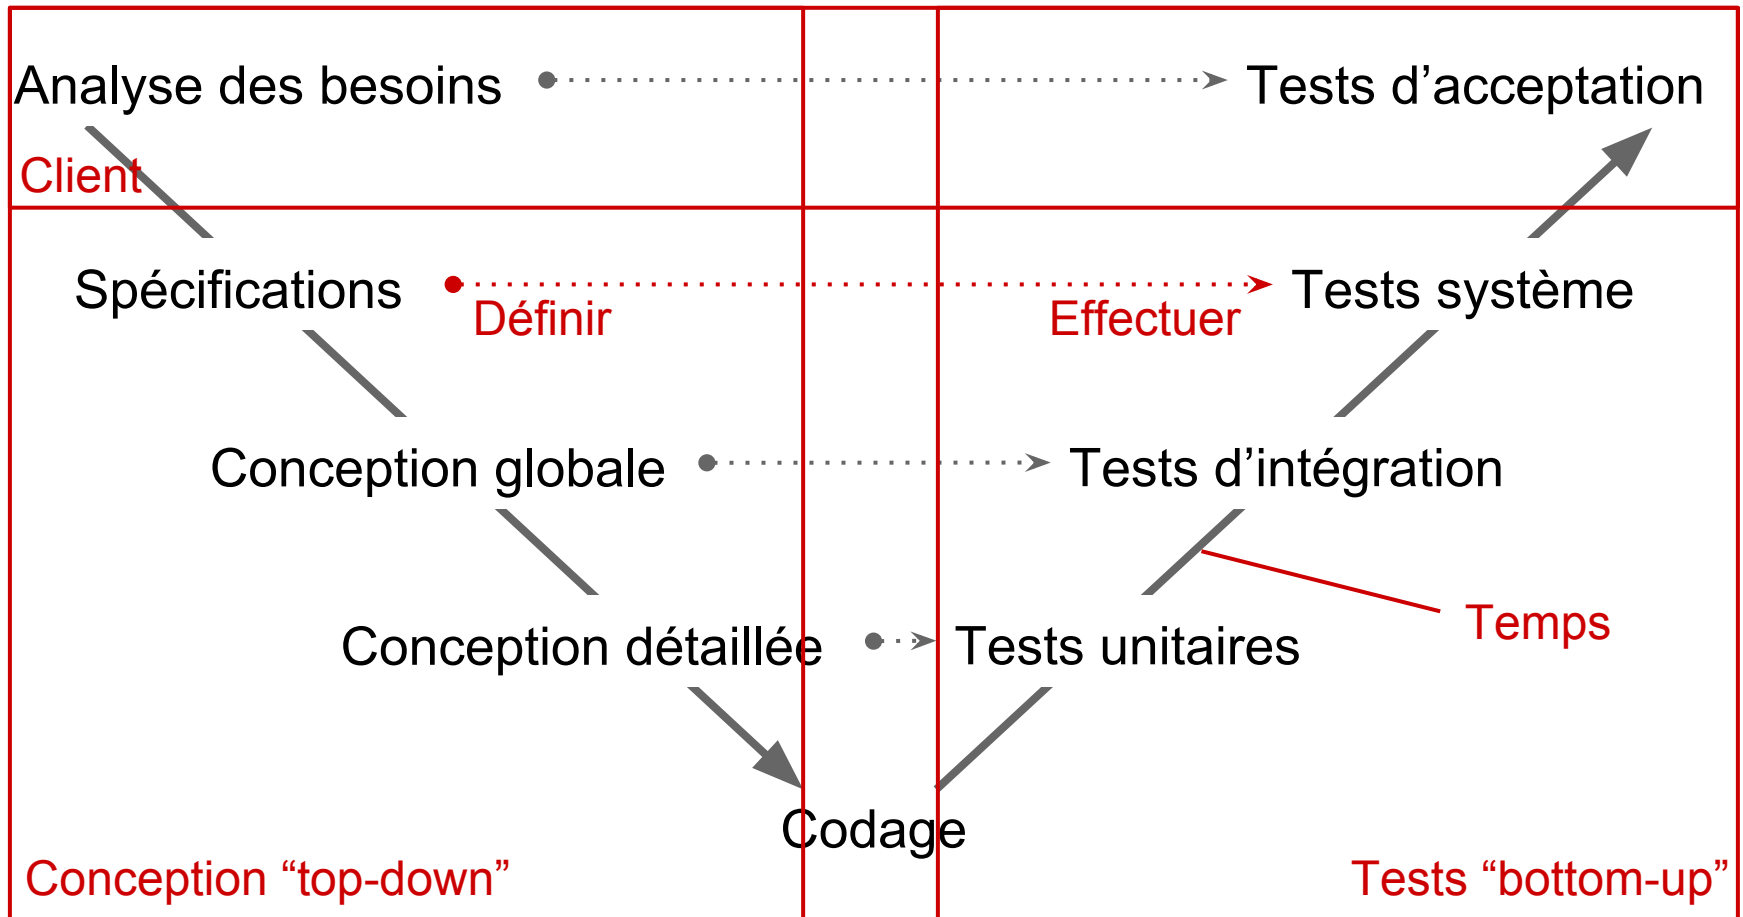 Analyse des besoins
Tests d’acceptation
Client
Spécifications
Tests système
Définir
Effectuer
Conception globale
Tests d’intégration
Temps
Conception détaillée
Tests unitaires
Codage
Conception “top-down”
Tests “bottom-up”